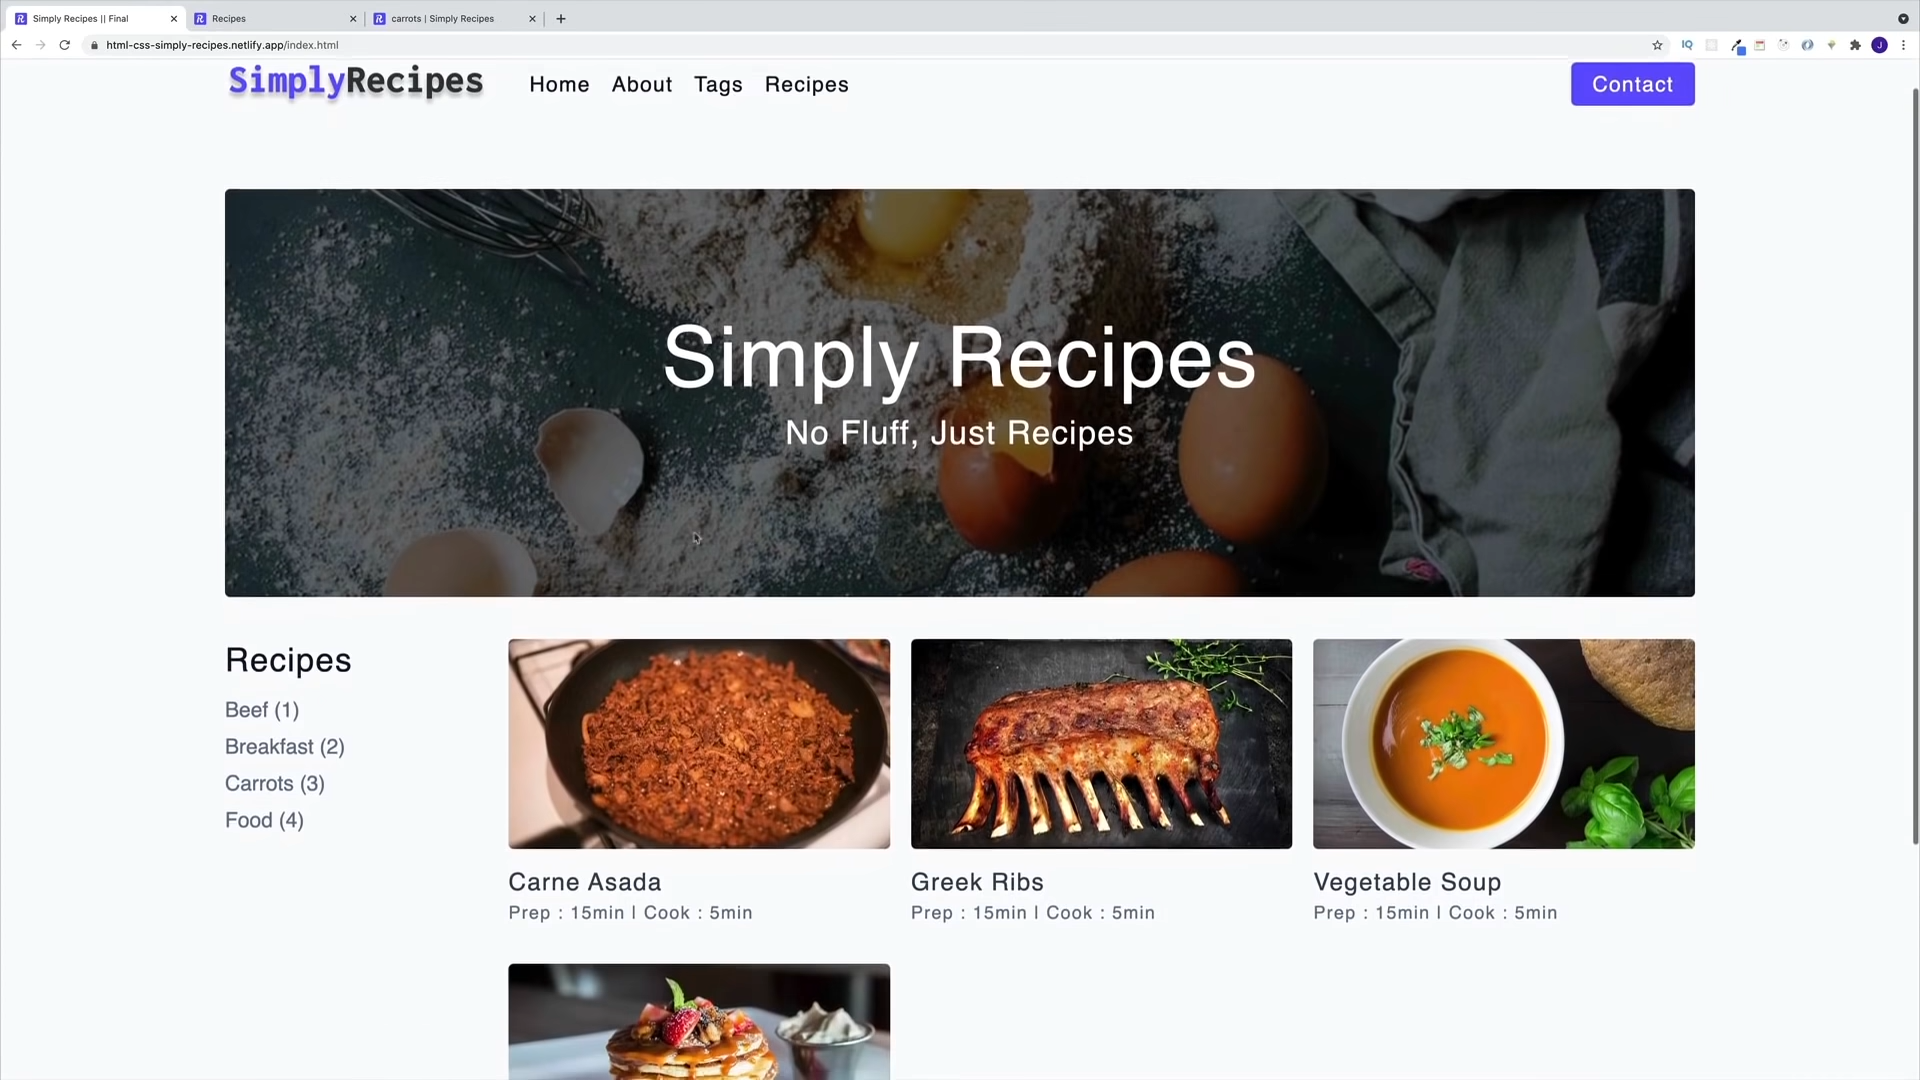 Simply Recipes || Final
Recipes
carrots | Simply Recipes
html-css-simply-recipes.netlify.app/index.html
IQ
J
SimplyRecipes
Home
About
Tags
Recipes
Contact
Simply Recipes
No Fluff, Just Recipes
Recipes
Beef (1)
Breakfast (2)
Carrots (3)
Food (4)
Carne Asada
Prep : 15min | Cook : 5min
Greek Ribs
Prep : 15min | Cook : 5min
Vegetable Soup
Prep : 15min | Cook : 5min